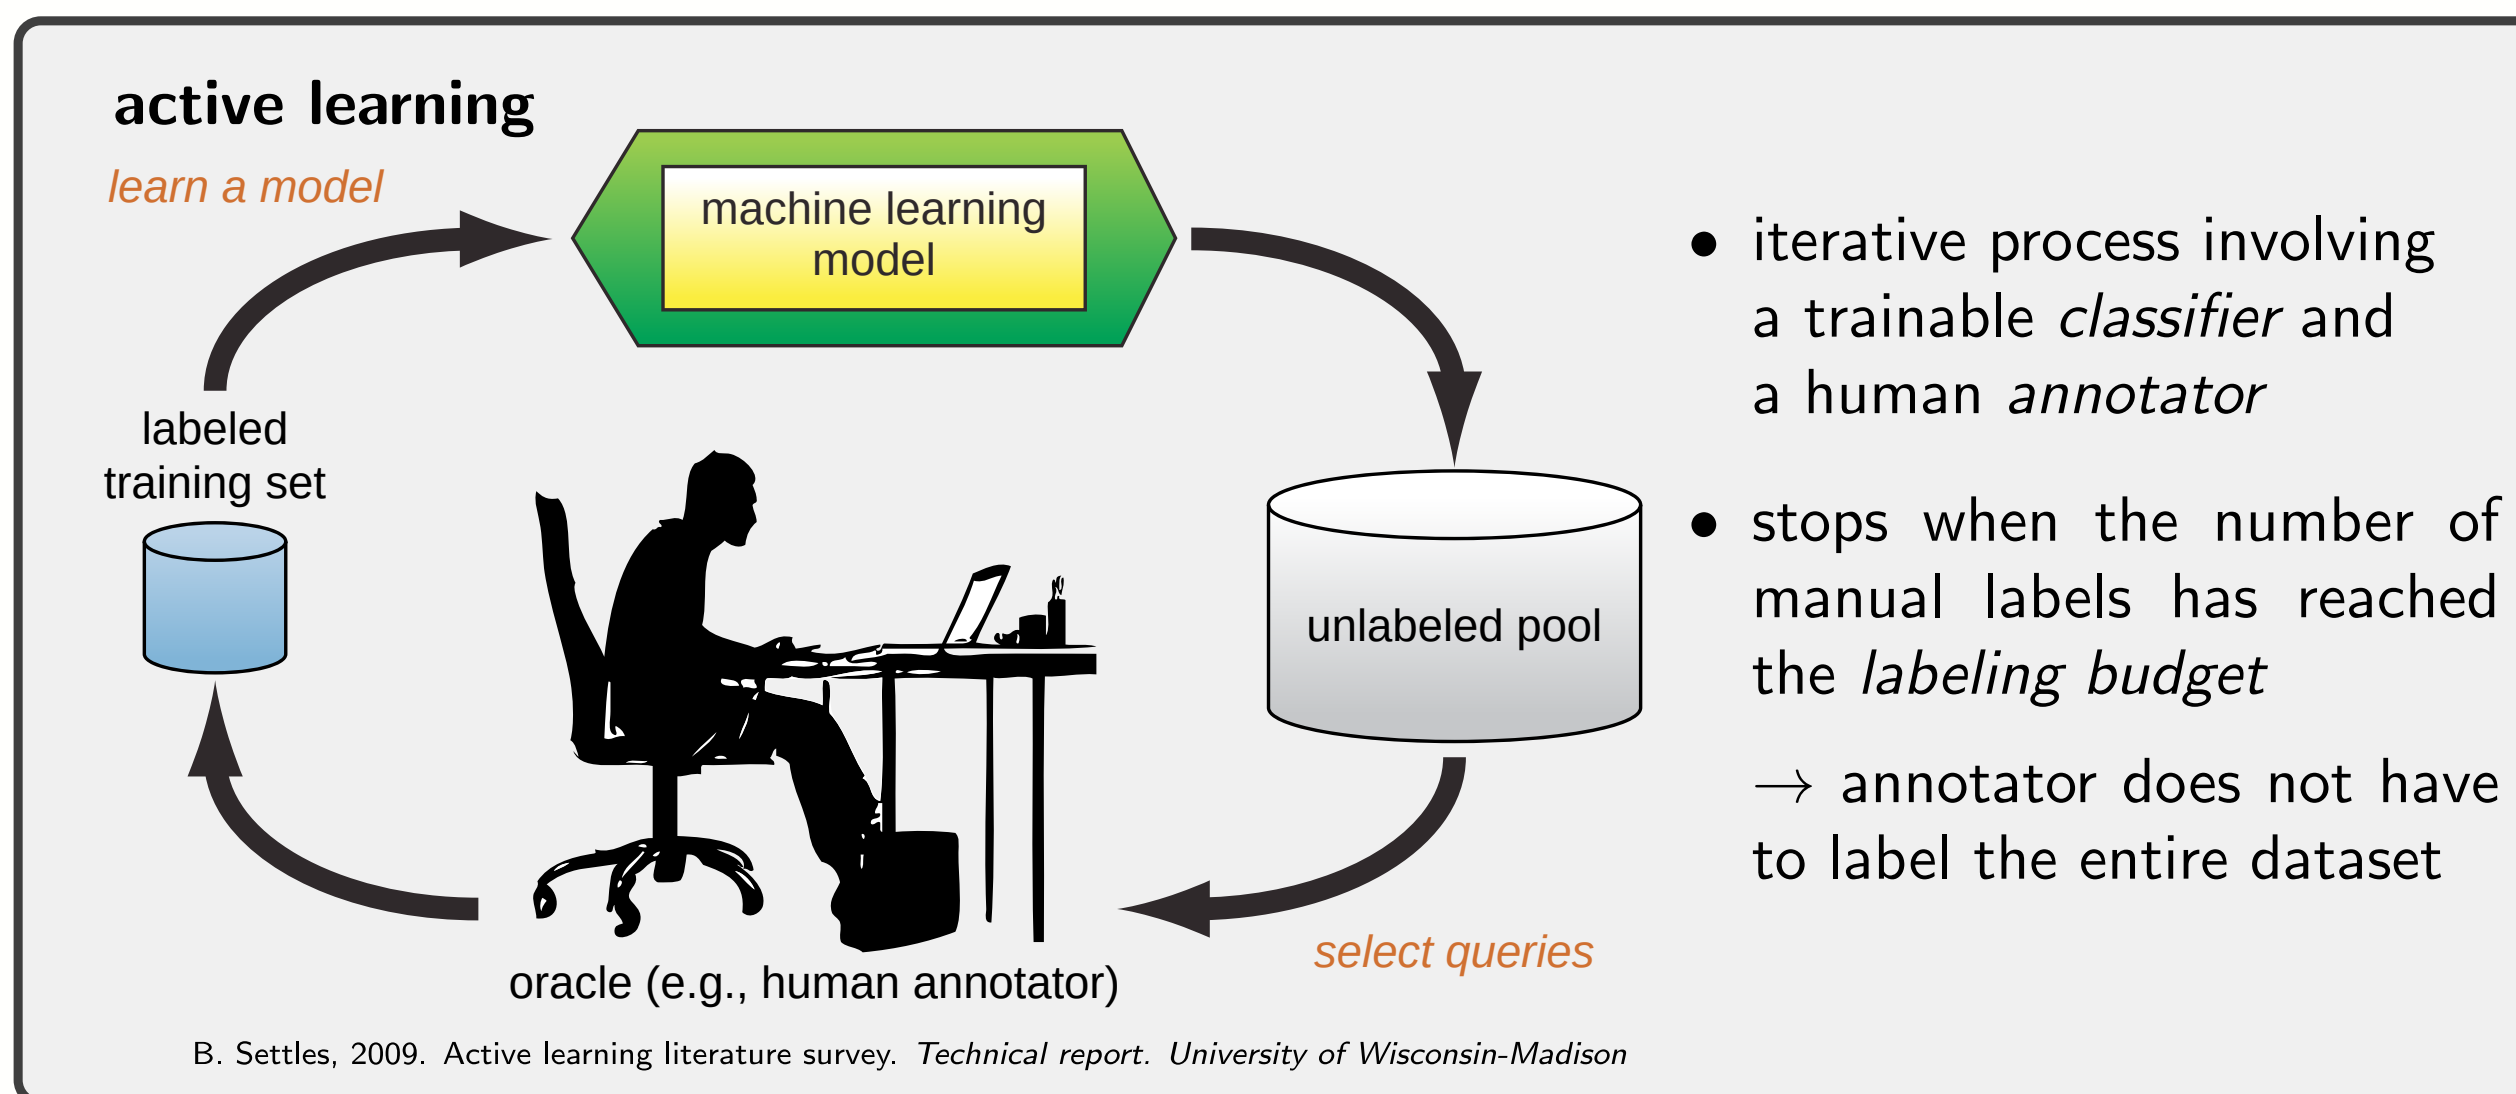 active learning
learn a model
machine learning
model
labeled
training set
unlabeled pool
select queries
oracle (e.g., human annotator)
B. Settles, 2009. Active learning literature survey. Technical report. University of Wisconsin-Madison
• iterative process involving
a trainable classifier and
a human annotator
• stops when the number of
manual labels has reached
the labeling budget
→ annotator does not have
to label the entire dataset